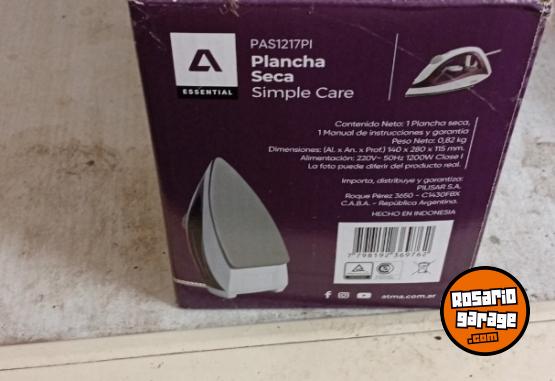 PAS1217PI
Plancha
Seca
Simple Care
A
ESSENTIAL
Contenido Neto: 1 Plancha seca,
1 Manual de instrucciones y garantía
Peso Neto: 0,82 kg
Dimensiones: (Al. x An. x Prof.) 140 x 280 x 115 mm.
Alimentación: 220V~ 50Hz 1200W Clase I
La foto puede diferir del producto real.
Importa, distribuye y garantiza:
PILISAR S.A.
Roque Pérez 3650 - C1430FBX
C.A.B.A. - República Argentina.
HECHO EN INDONESIA
7 798192 369762
atma.com.ar
ROSARIO
garage
.com